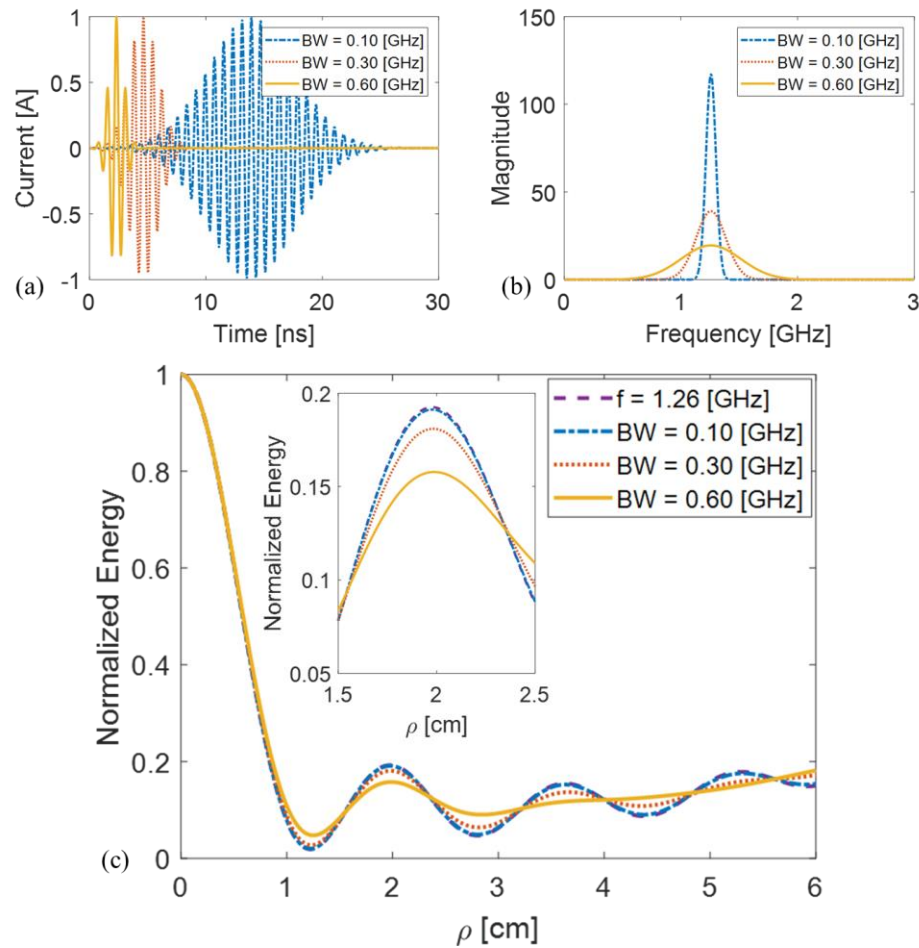 1
0.5
0
-0.5
-1
Current [A]
BW = 0.10 [GHz]
BW = 0.30 [GHz]
BW = 0.60 [GHz]
0 10 20 30
Time [ns]
(a)
150
100
50
0
Magnitude
BW = 0.10 [GHz]
BW = 0.30 [GHz]
BW = 0.60 [GHz]
0 1 2 3
Frequency [GHz]
(b)
1
0.8
0.6
0.4
0.2
0
Normalized Energy
0.2
0.15
0.1
0.05
Normalized Energy
1.5 2 2.5
ρ [cm]
f = 1.26 [GHz]
BW = 0.10 [GHz]
BW = 0.30 [GHz]
BW = 0.60 [GHz]
(c)
0 1 2 3 4 5 6
ρ [cm]